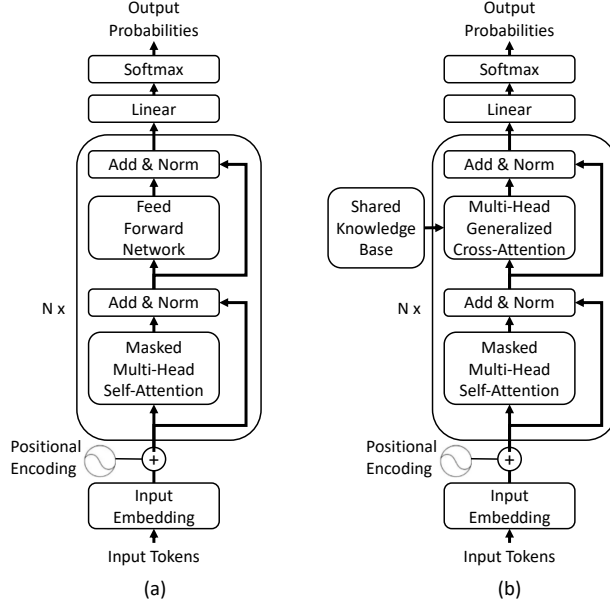 Output
Probabilities
Softmax
Linear
Add & Norm
Feed
Forward
Network
Add & Norm
N x
Masked
Multi-Head
Self-Attention
Positional
Encoding
+
Input
Embedding
Input Tokens
(a)
Output
Probabilities
Softmax
Linear
Add & Norm
Shared
Knowledge
Base
Multi-Head
Generalized
Cross-Attention
Add & Norm
N x
Masked
Multi-Head
Self-Attention
Positional
Encoding
+
Input
Embedding
Input Tokens
(b)